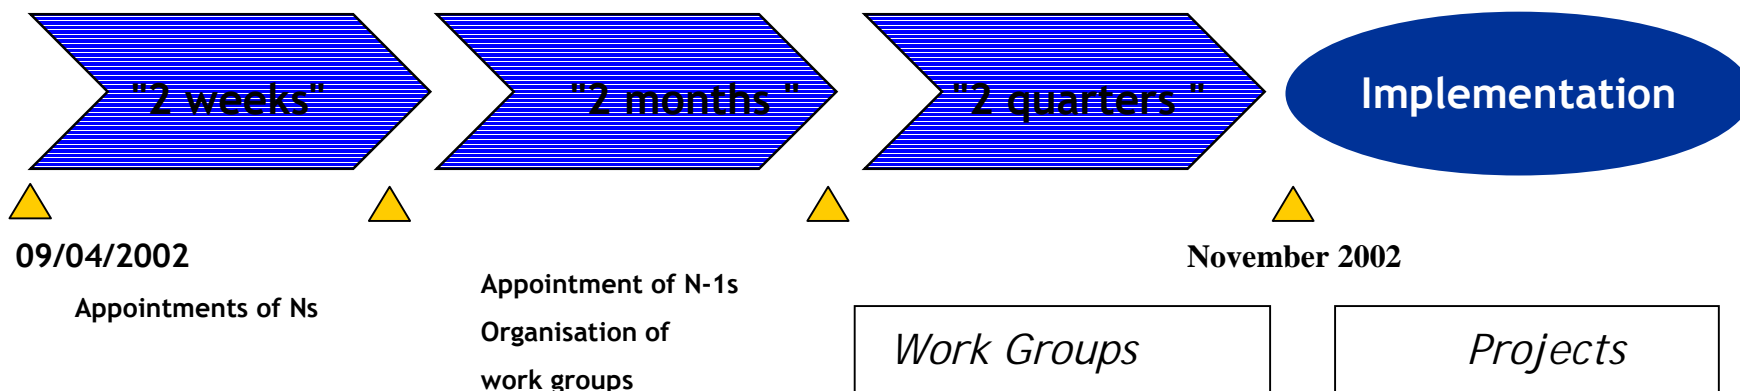 "2 weeks"
"2 months "
"2 quarters "
Implementation
09/04/2002
November 2002
Appointments of Ns
Appointment of N-1s
Organisation of
work groups
Work Groups
Projects